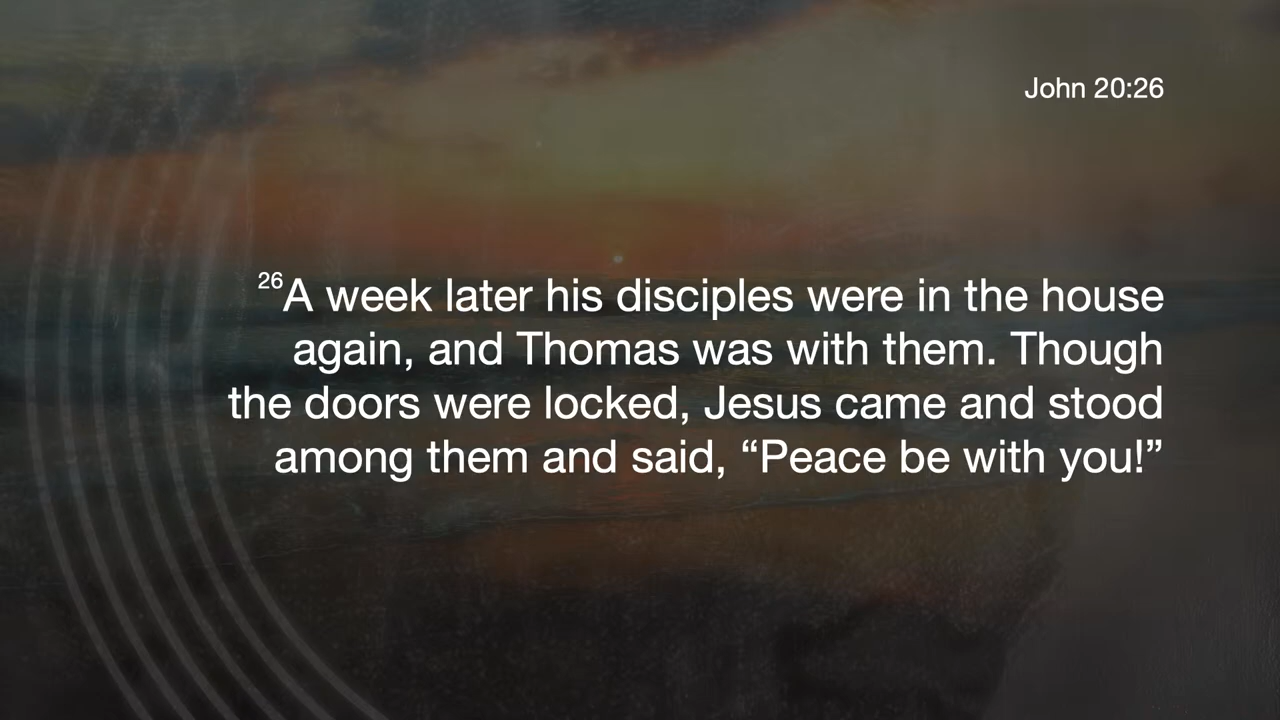 John 20:26
26A week later his disciples were in the house
again, and Thomas was with them. Though
the doors were locked, Jesus came and stood
among them and said, “Peace be with you!”